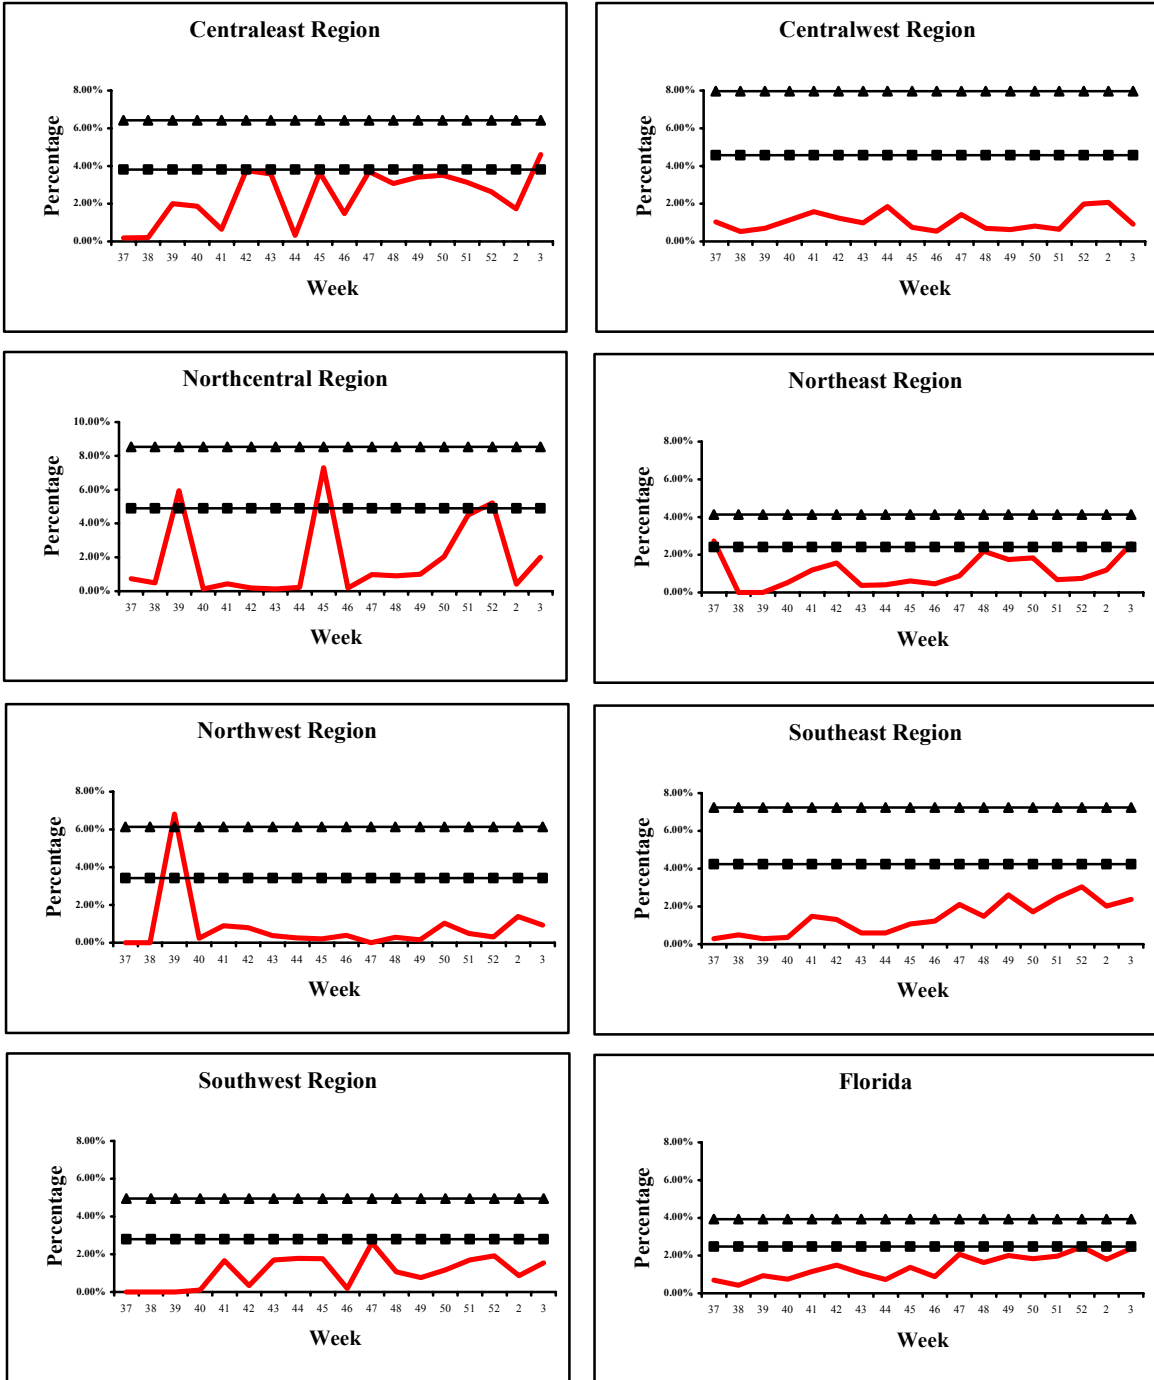 Centraleast Region
Percentage
8.00%
6.00%
4.00%
2.00%
0.00%
37 38 39 40 41 42 43 44 45 46 47 48 49 50 51 52 2 3
Week
Centralwest Region
Percentage
8.00%
6.00%
4.00%
2.00%
0.00%
37 38 39 40 41 42 43 44 45 46 47 48 49 50 51 52 2 3
Week
Northcentral Region
Percentage
10.00%
8.00%
6.00%
4.00%
2.00%
0.00%
37 38 39 40 41 42 43 44 45 46 47 48 49 50 51 52 2 3
Week
Northeast Region
Percentage
8.00%
6.00%
4.00%
2.00%
0.00%
37 38 39 40 41 42 43 44 45 46 47 48 49 50 51 52 2 3
Week
Northwest Region
Percentage
8.00%
6.00%
4.00%
2.00%
0.00%
37 38 39 40 41 42 43 44 45 46 47 48 49 50 51 52 2 3
Week
Southeast Region
Percentage
8.00%
6.00%
4.00%
2.00%
0.00%
37 38 39 40 41 42 43 44 45 46 47 48 49 50 51 52 2 3
Week
Southwest Region
Percentage
8.00%
6.00%
4.00%
2.00%
0.00%
37 38 39 40 41 42 43 44 45 46 47 48 49 50 51 52 2 3
Week
Florida
Percentage
8.00%
6.00%
4.00%
2.00%
0.00%
37 38 39 40 41 42 43 44 45 46 47 48 49 50 51 52 2 3
Week